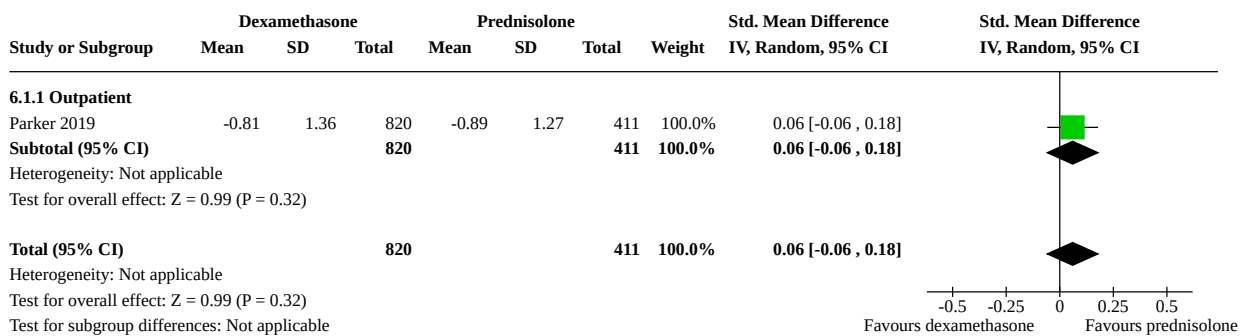 Dexamethasone Prednisolone Std. Mean Difference Std. Mean Difference
Study or Subgroup Mean SD Total Mean SD Total Weight IV, Random, 95% CI IV, Random, 95% CI
6.1.1 Outpatient
Parker 2019 -0.81 1.36 820 -0.89 1.27 411 100.0% 0.06 [-0.06 , 0.18]
Subtotal (95% CI) 820 411 100.0% 0.06 [-0.06 , 0.18]
Heterogeneity: Not applicable
Test for overall effect: Z = 0.99 (P = 0.32)
Total (95% CI) 820 411 100.0% 0.06 [-0.06 , 0.18]
Heterogeneity: Not applicable
Test for overall effect: Z = 0.99 (P = 0.32)
-0.5 -0.25 0 0.25 0.5
Test for subgroup differences: Not applicable Favours dexamethasone Favours prednisolone